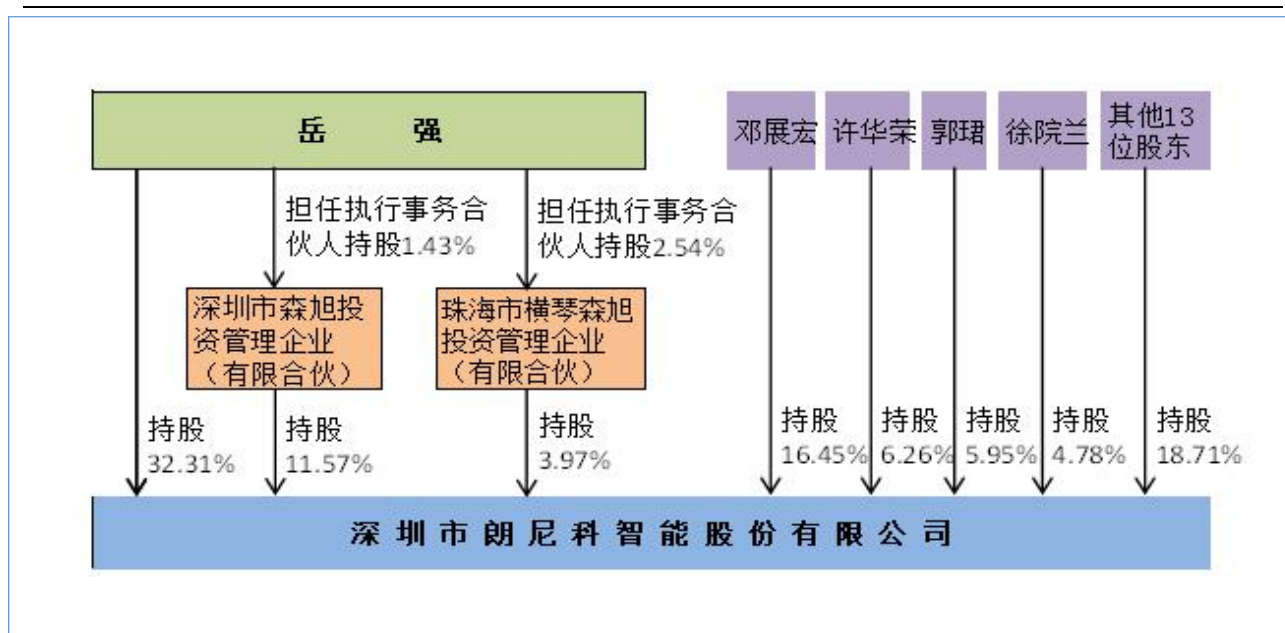 岳 强
邓展宏
许华荣
郭珺
徐院兰
其他13
位股东
担任执行事务合
伙人持股1.43%
担任执行事务合
伙人持股2.54%
深圳市森旭投
资管理企业
（有限合伙）
珠海市横琴森旭
投资管理企业
（有限合伙）
持股
32.31%
持股
11.57%
持股
3.97%
持股
16.45%
持股
6.26%
持股
5.95%
持股
4.78%
持股
18.71%
深圳市朗尼科智能股份有限公司